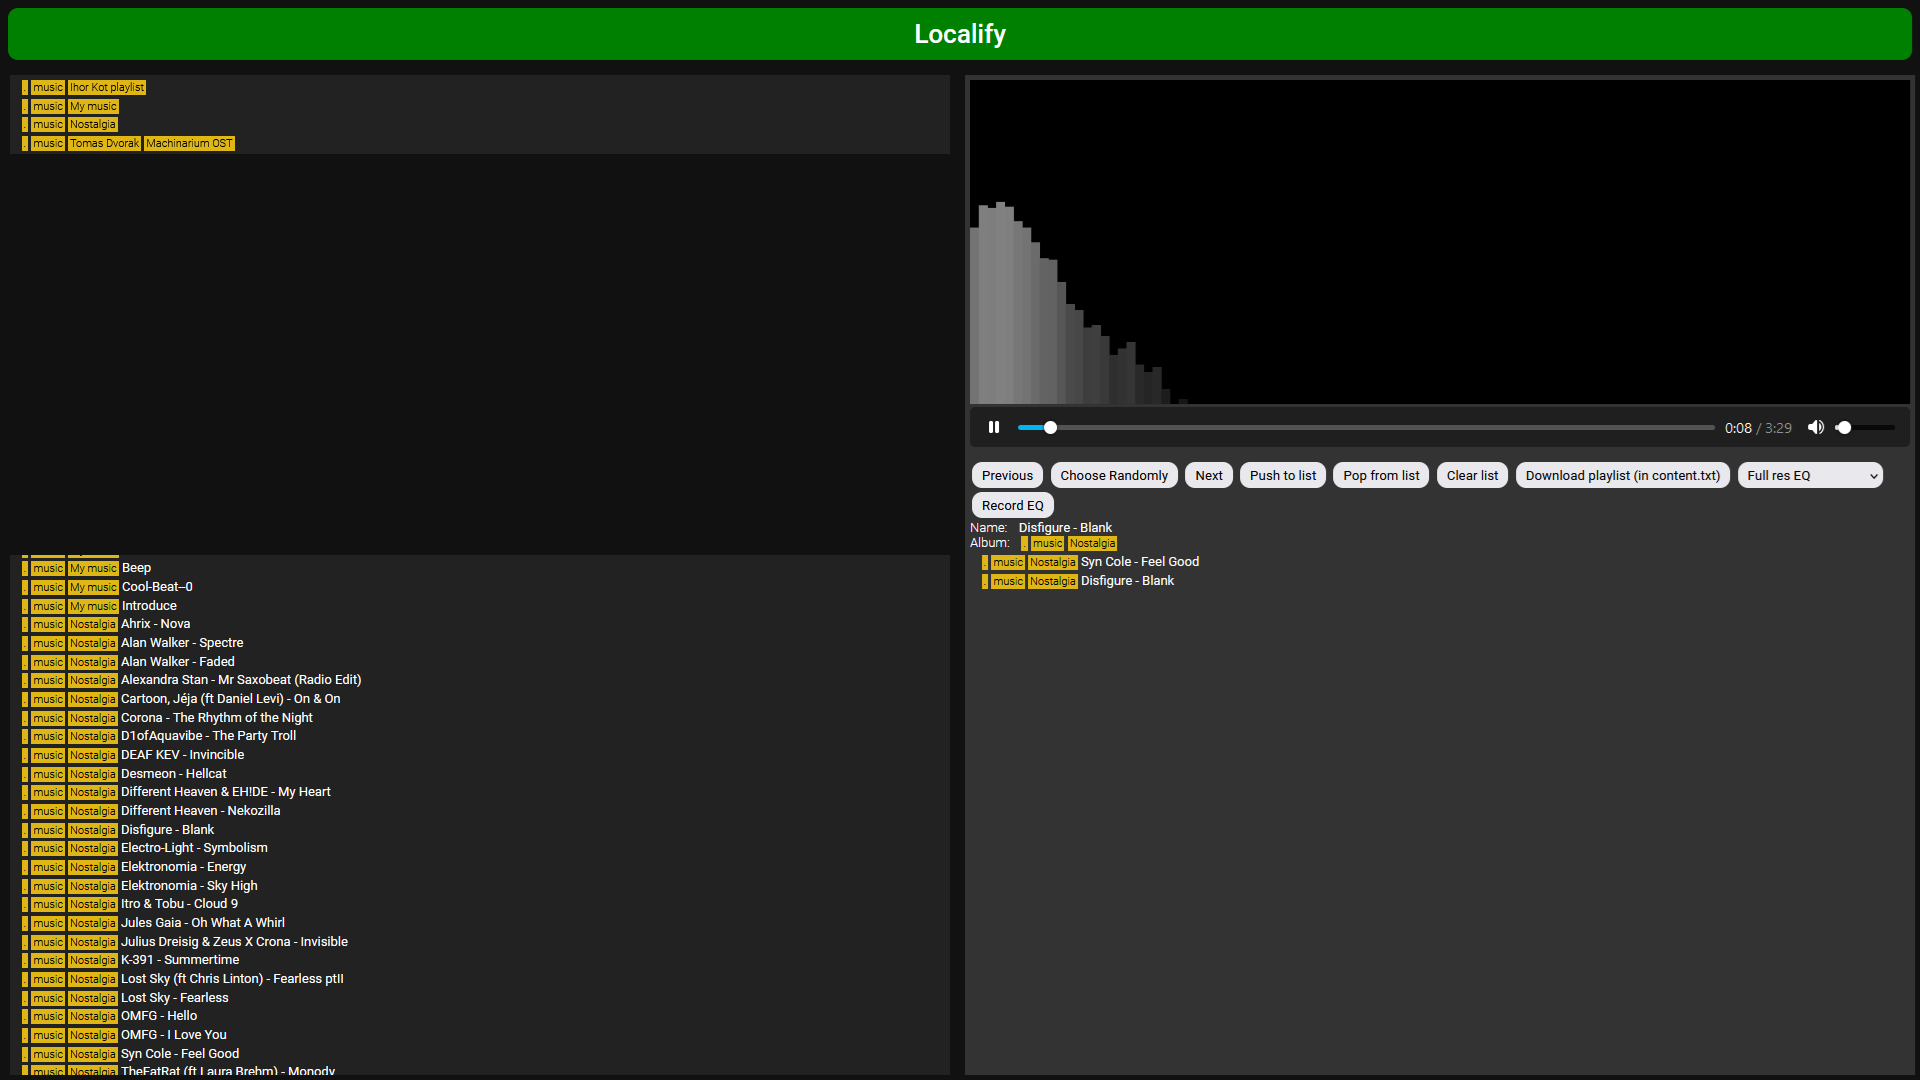 Localify
. music Ihor Kot playlist
. music My music
. music Nostalgia
. music Tomas Dvorak Machinarium OST
. music My music Beep
. music My music Cool-Beat--0
. music My music Introduce
. music Nostalgia Ahrix - Nova
. music Nostalgia Alan Walker - Spectre
. music Nostalgia Alan Walker - Faded
. music Nostalgia Alexandra Stan - Mr Saxobeat (Radio Edit)
. music Nostalgia Cartoon, Jéja (ft Daniel Levi) - On & On
. music Nostalgia Corona - The Rhythm of the Night
. music Nostalgia D1ofAquavibe - The Party Troll
. music Nostalgia DEAF KEV - Invincible
. music Nostalgia Desmeon - Hellcat
. music Nostalgia Different Heaven & EH!DE - My Heart
. music Nostalgia Different Heaven - Nekozilla
. music Nostalgia Disfigure - Blank
. music Nostalgia Electro-Light - Symbolism
. music Nostalgia Elektronomia - Energy
. music Nostalgia Elektronomia - Sky High
. music Nostalgia Itro & Tobu - Cloud 9
. music Nostalgia Jules Gaia - Oh What A Whirl
. music Nostalgia Julius Dreisig & Zeus X Crona - Invisible
. music Nostalgia K-391 - Summertime
. music Nostalgia Lost Sky (ft Chris Linton) - Fearless ptII
. music Nostalgia Lost Sky - Fearless
. music Nostalgia OMFG - Hello
. music Nostalgia OMFG - I Love You
. music Nostalgia Syn Cole - Feel Good
. music Nostalgia TheFatRat (ft Laura Brehm) - Monody
0:08 / 3:29
Previous Choose Randomly Next Push to list Pop from list Clear list Download playlist (in content.txt) Full res EQ
Record EQ
Name: Disfigure - Blank
Album: . music Nostalgia
. music Nostalgia Syn Cole - Feel Good
. music Nostalgia Disfigure - Blank